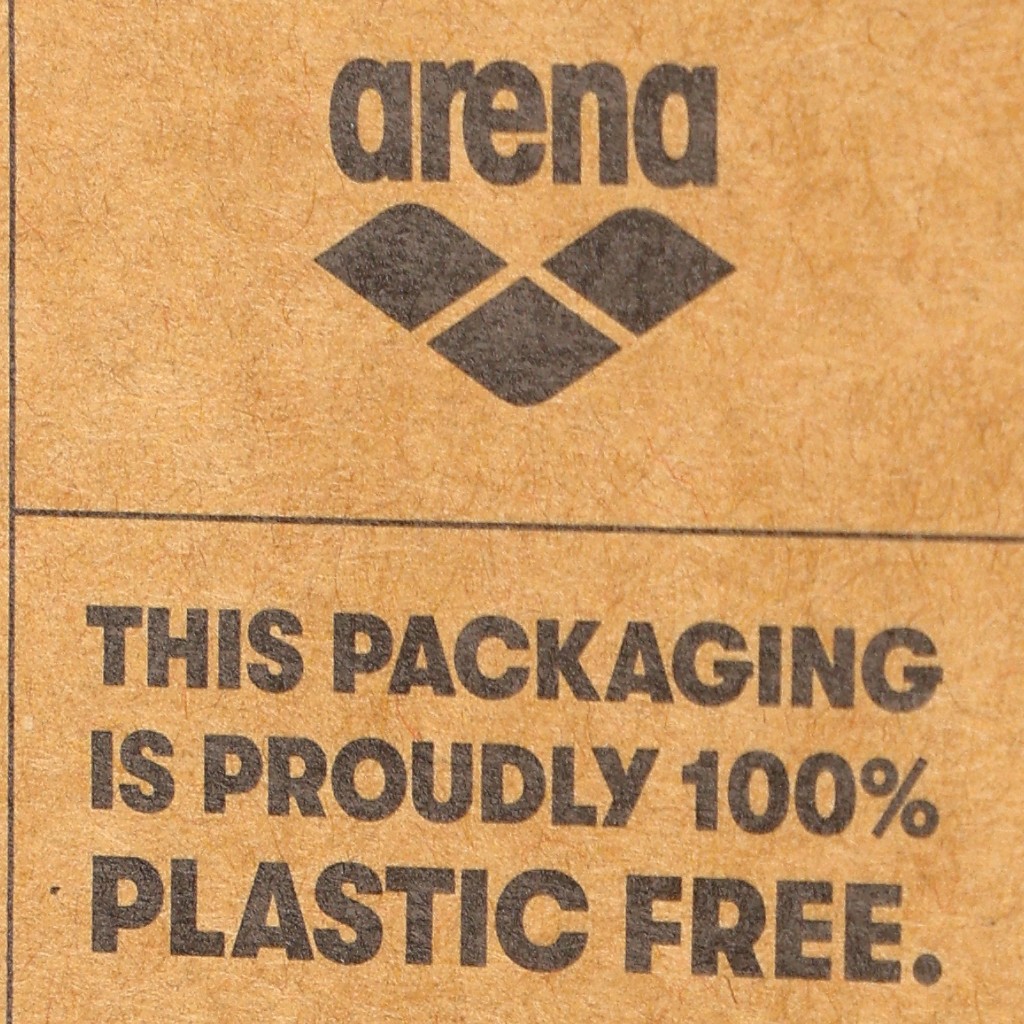 arena
THIS PACKAGING
IS PROUDLY 100%
PLASTIC FREE.